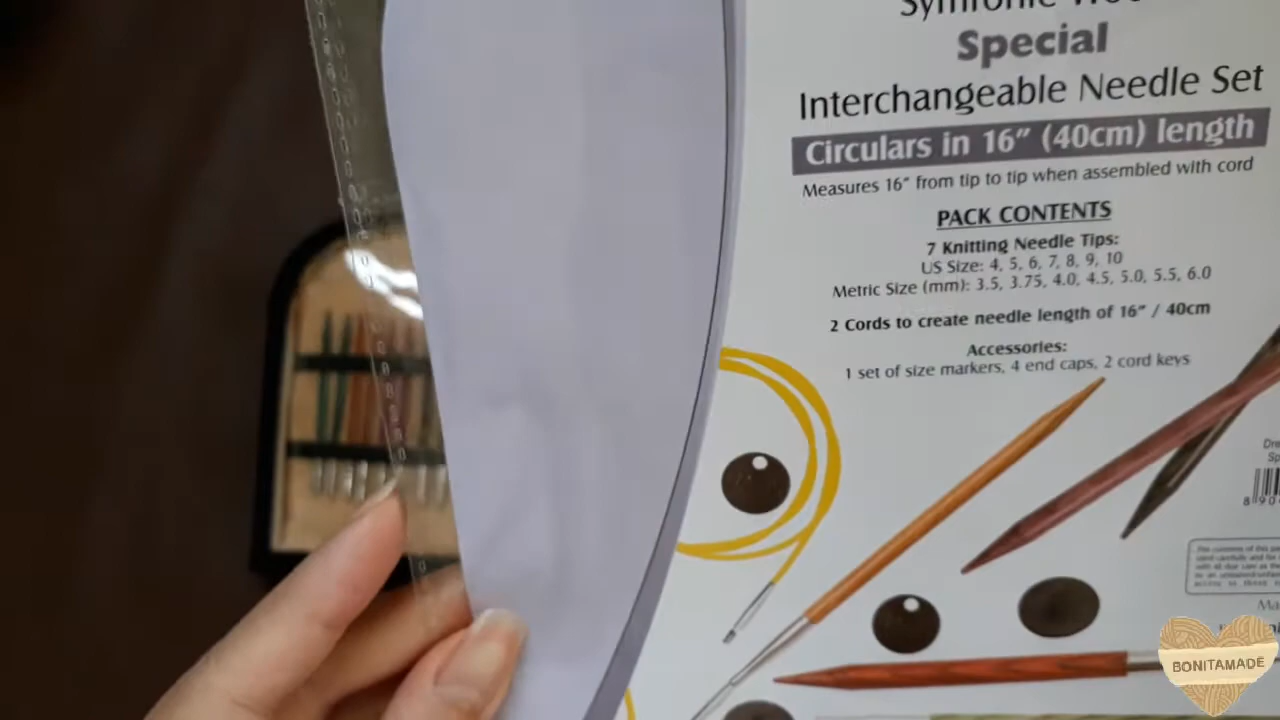 Special
Interchangeable Needle Set
Circulars in 16" (40cm) length
Measures 16" from tip to tip when assembled with cord
PACK CONTENTS
7 Knitting Needle Tips:
US Size: 4, 5, 6, 7, 8, 9, 10
Metric Size (mm): 3.5, 3.75, 4.0, 4.5, 5.0, 5.5, 6.0
2 Cords to create needle length of 16" / 40cm
Accessories:
1 set of size markers, 4 end caps, 2 cord keys
BONITAMADE